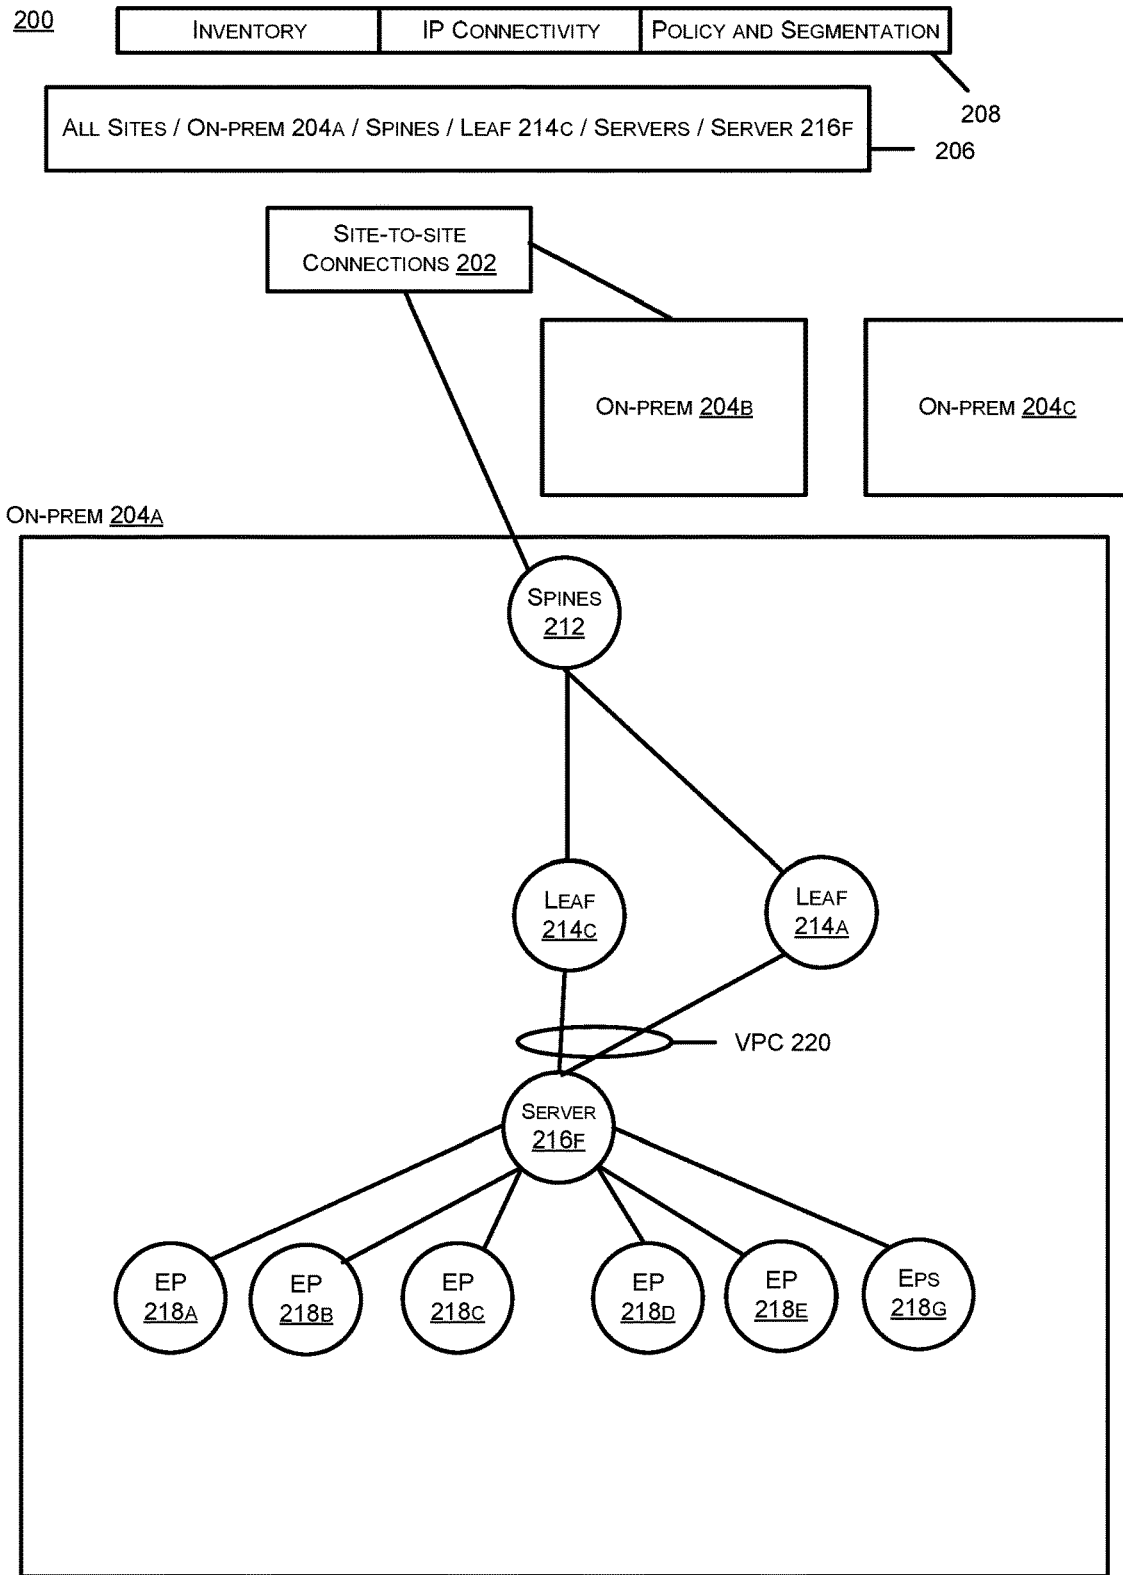 200
INVENTORY
IP CONNECTIVITY
POLICY AND SEGMENTATION
208
ALL SITES / ON-PREM 204A / SPINES / LEAF 214C / SERVERS / SERVER 216F
206
SITE-TO-SITE
CONNECTIONS 202
ON-PREM 204B
ON-PREM 204C
ON-PREM 204A
SPINES
212
LEAF
214C
LEAF
214A
VPC 220
SERVER
216F
EP
218A
EP
218B
EP
218C
EP
218D
EP
218E
EPS
218G